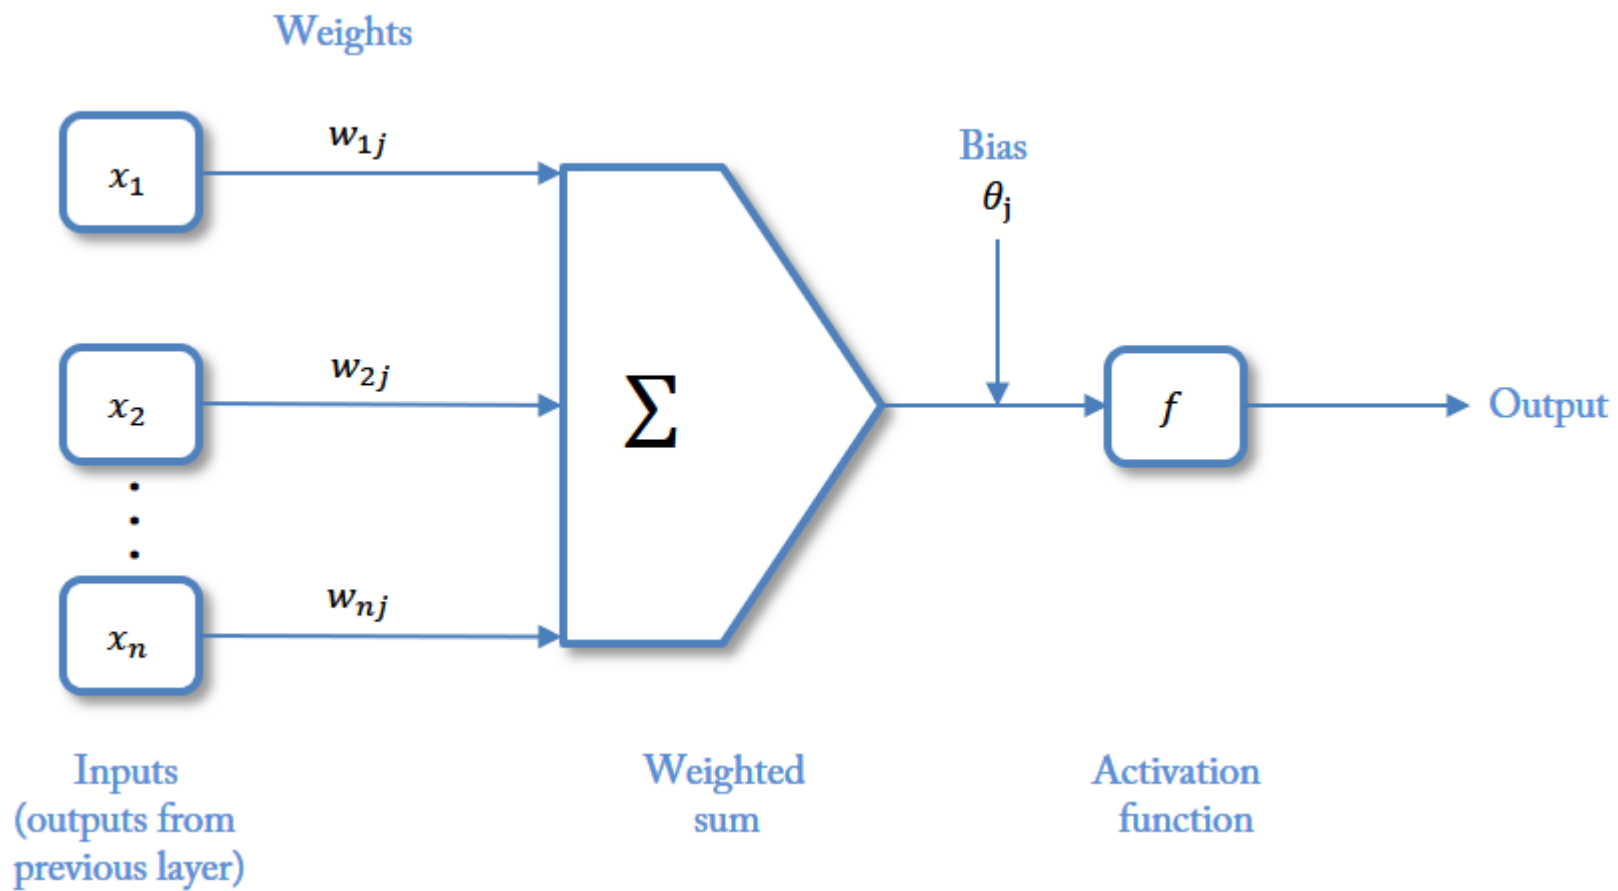 Weights
w₁ⱼ
x₁
Bias
θⱼ
w₂ⱼ
x₂
∑
f
Output
wₙⱼ
xₙ
Inputs
(outputs from
previous layer)
Weighted
sum
Activation
function